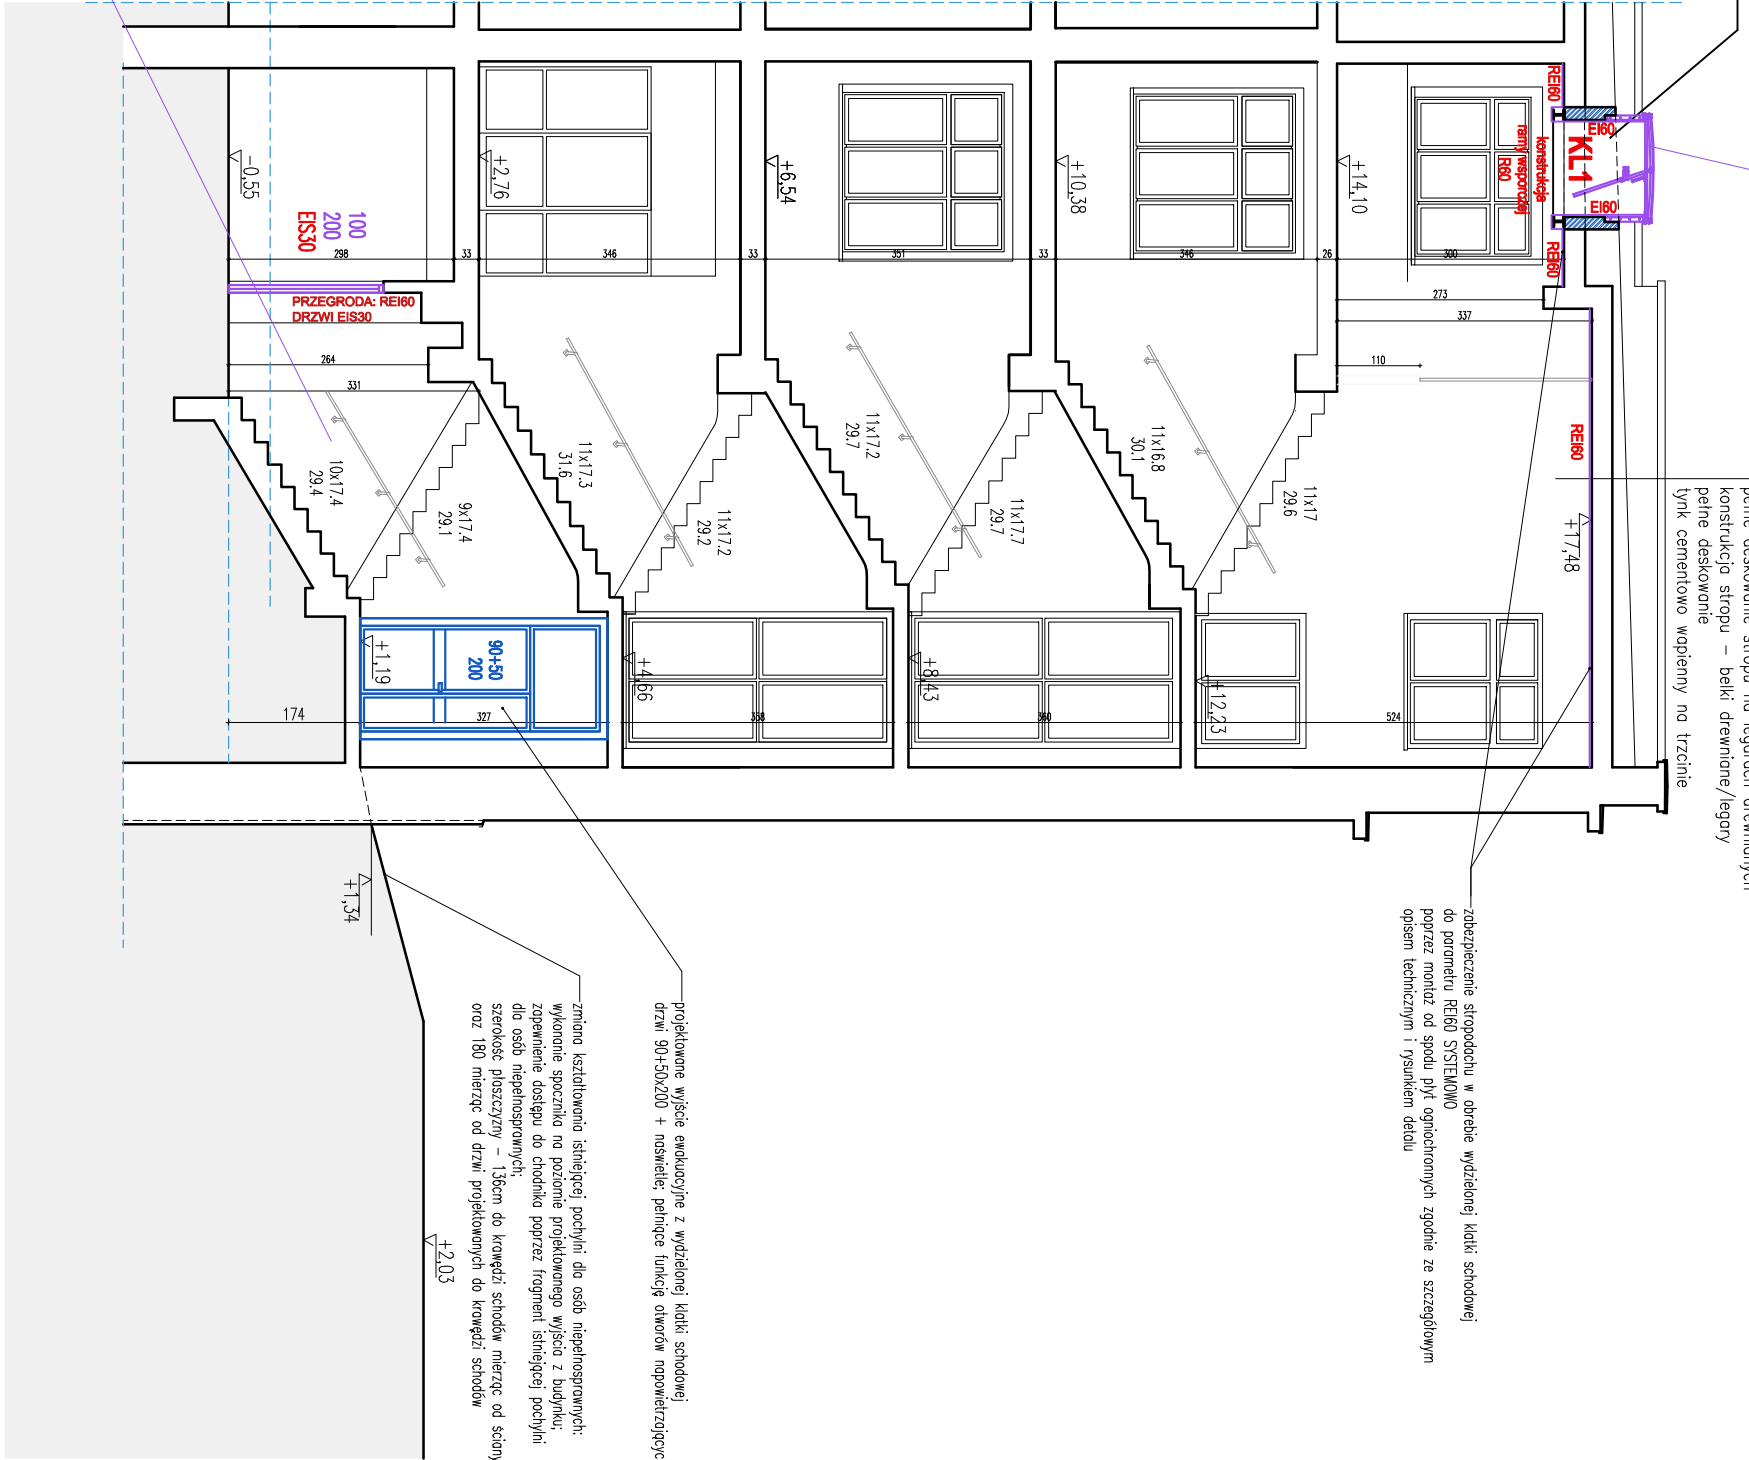 pełne deskowanie stropu na legarach drewnianych
konstrukcja stropu – belki drewniane/legary
pełne deskowanie
tynk cementowo wapienny na trzcinie
REI60
EI60
KL1
EI60
REI60
konstrukcja
ramy wsporczej
R60
REI60
+17,48
+14,10
+10,38
+6,54
+2,76
-0,55
300
26
346
33
351
33
346
33
298
273
337
110
100
200
EIS30
PRZEGRODA: REI60
DRZWI EIS30
264
331
11x17
29.6
11x16.8
30.1
11x17.7
29.7
11x17.2
29.7
11x17.2
29.2
11x17.3
31.6
9x17.4
29.1
10x17.4
29.4
+12,23
+8,43
+4,66
+1,19
90+50
200
524
360
358
327
174
+1,34
+2,03
zabezpieczenie stropodachu w obrebie wydzielonej klatki schodowej
do parametru REI60 SYSTEMOWO
poprzez montaż od spodu płyt ogniochronnych zgodnie ze szczegółowym
opisem technicznym i rysunkiem detalu
projektowane wyjście ewakuacyjne z wydzielonej klatki schodowej
drzwi 90+50x200 + naświetle; pełniące funkcję otworów napowietrzającyc
zmiana kształtowania istniejącej pochylni dla osób niepełnosprawnych:
wykonanie spocznika na poziomie projektowanego wyjścia z budynku;
zapewnienie dostępu do chodnika poprzez fragment istniejącej pochylni
dla osób niepełnosprawnych;
szerokość płaszczyzny – 136cm do krawędzi schodów mierząc od ściany
oraz 180 mierząc od drzwi projektowanych do krawędzi schodów